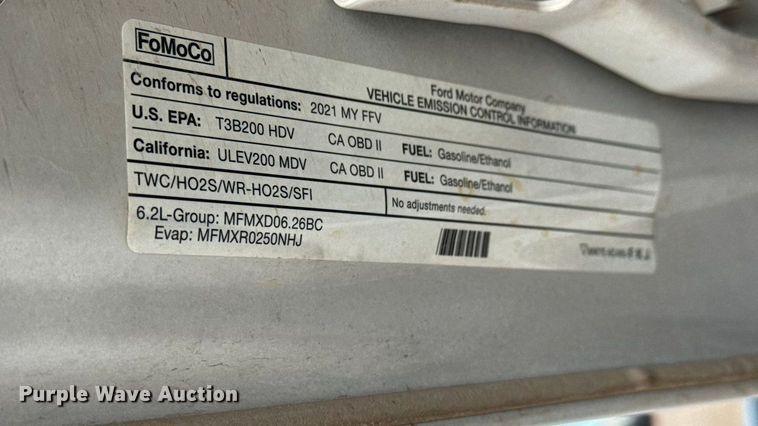 FoMoCo
Ford Motor Company
VEHICLE EMISSION CONTROL INFORMATION
Conforms to regulations: 2021 MY FFV
U.S. EPA: T3B200 HDV CA OBD II FUEL: Gasoline/Ethanol
California: ULEV200 MDV CA OBD II FUEL: Gasoline/Ethanol
TWC/HO2S/WR-HO2S/SFI No adjustments needed.
6.2L-Group: MFMXD06.26BC
Evap: MFMXR0250NHJ
Purple Wave Auction